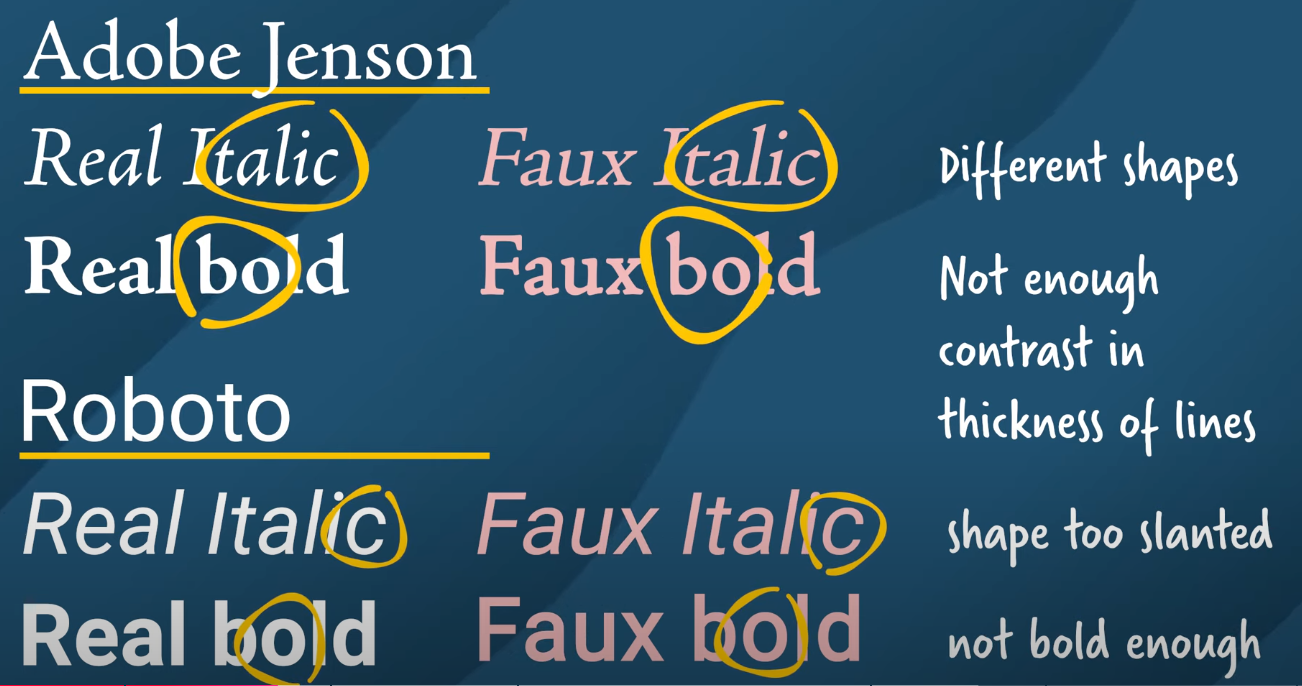 Adobe Jenson
Real Italic Faux Italic Different shapes
Real bold Faux bold Not enough
contrast in
thickness of lines
Roboto
Real Italic Faux Italic shape too slanted
Real bold Faux bold not bold enough